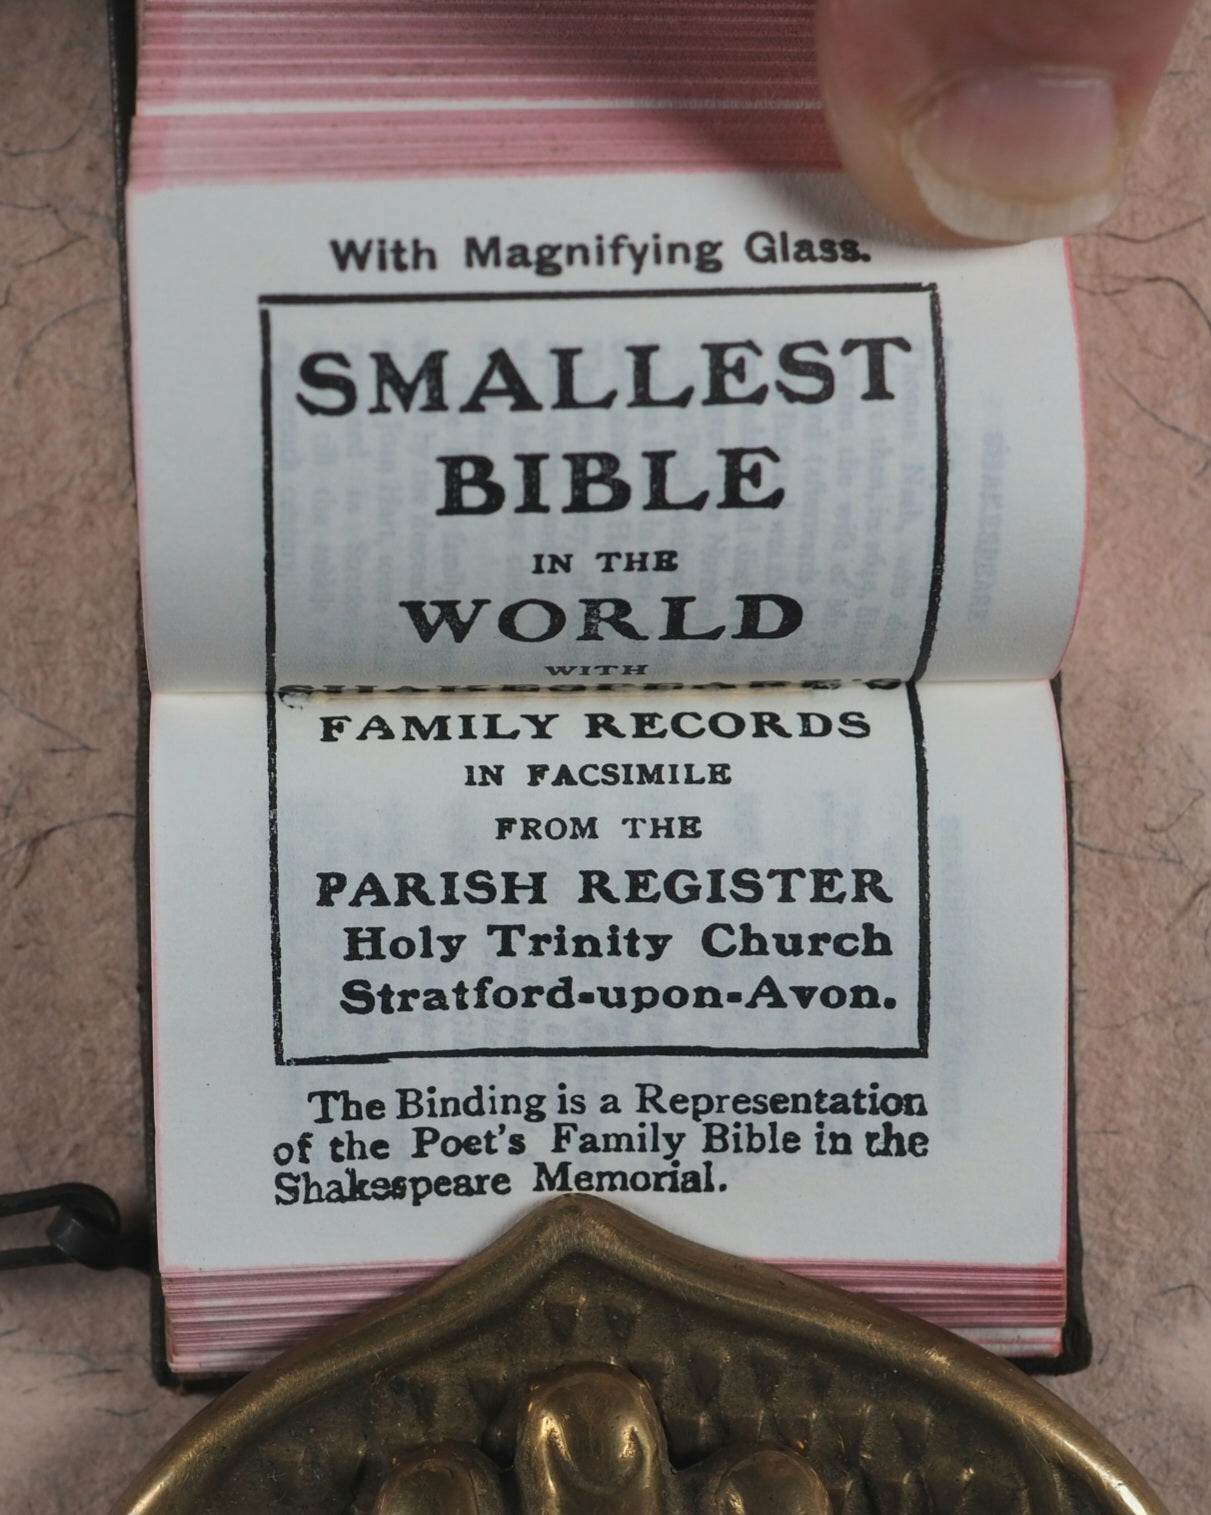 With Magnifying Glass.
SMALLEST
BIBLE
IN THE
WORLD
WITH
SHAKESPEARE'S
FAMILY RECORDS
IN FACSIMILE
FROM THE
PARISH REGISTER
Holy Trinity Church
Stratford-upon-Avon.
The Binding is a Representation
of the Poet's Family Bible in the
Shakespeare Memorial.